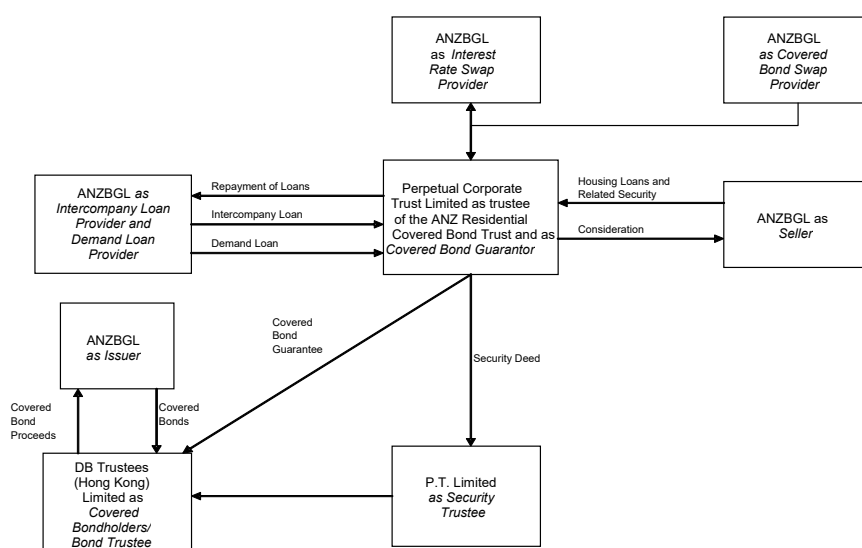 ANZBGL
as Interest
Rate Swap
Provider
ANZBGL
as Covered
Bond Swap
Provider
Repayment of Loans
Intercompany Loan
Demand Loan
ANZBGL as
Intercompany Loan
Provider and
Demand Loan
Provider
Perpetual Corporate
Trust Limited as trustee
of the ANZ Residential
Covered Bond Trust and as
Covered Bond Guarantor
Housing Loans and
Related Security
Consideration
ANZBGL as
Seller
ANZBGL
as Issuer
Covered
Bond
Guarantee
Security Deed
Covered
Bond
Proceeds
Covered
Bonds
DB Trustees
(Hong Kong)
Limited as
Covered
Bondholders/
Bond Trustee
P.T. Limited
as Security
Trustee